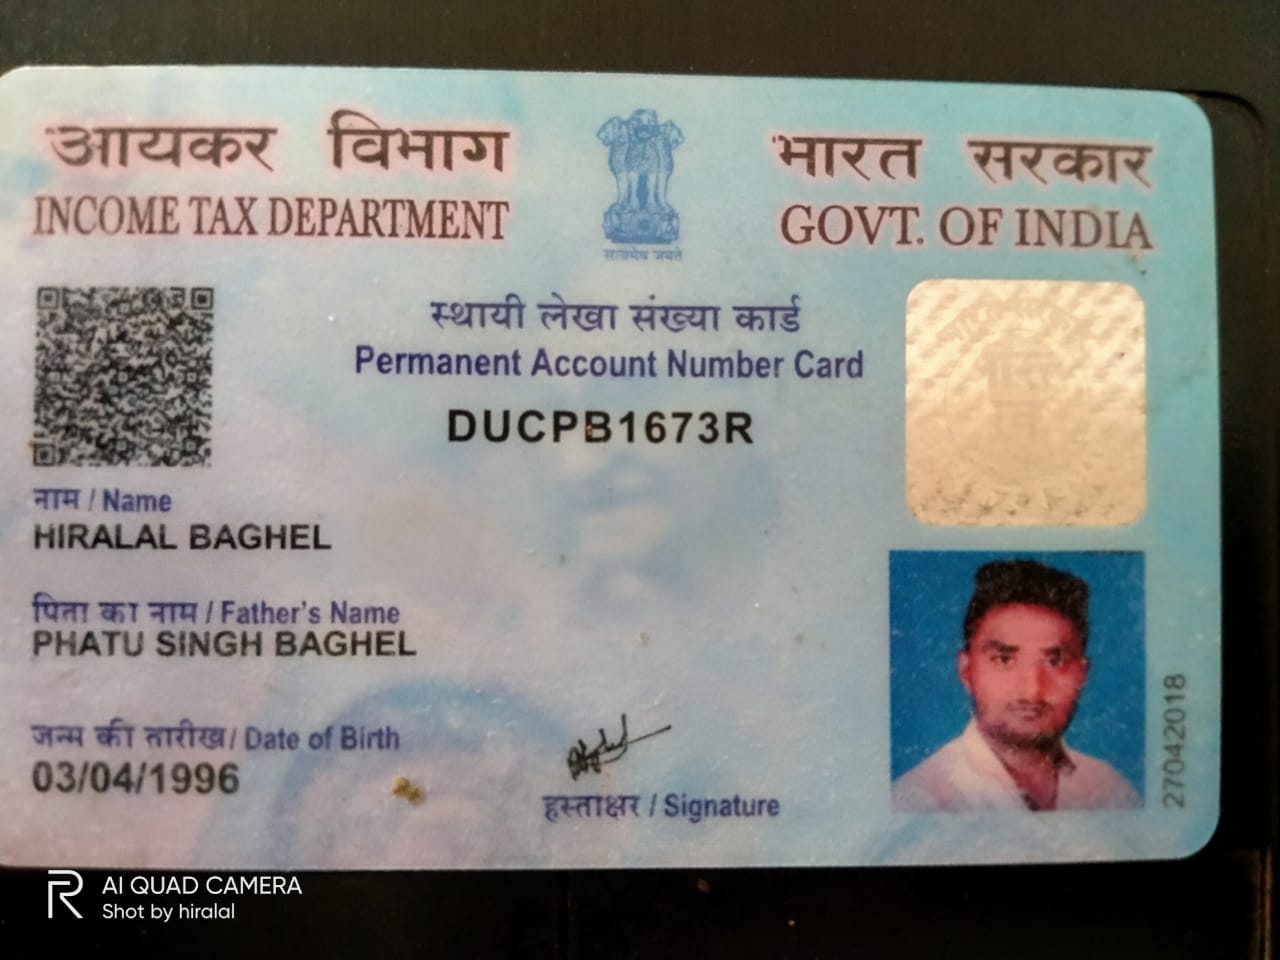 आयकर विभाग
INCOME TAX DEPARTMENT
भारत सरकार
GOVT. OF INDIA
सत्यमेव जयते
स्थायी लेखा संख्या कार्ड
Permanent Account Number Card
DUCPB1673R
नाम / Name
HIRALAL BAGHEL
पिता का नाम / Father's Name
PHATU SINGH BAGHEL
जन्म की तारीख / Date of Birth
03/04/1996
हस्ताक्षर / Signature
27042018
AI QUAD CAMERA
Shot by hiralal